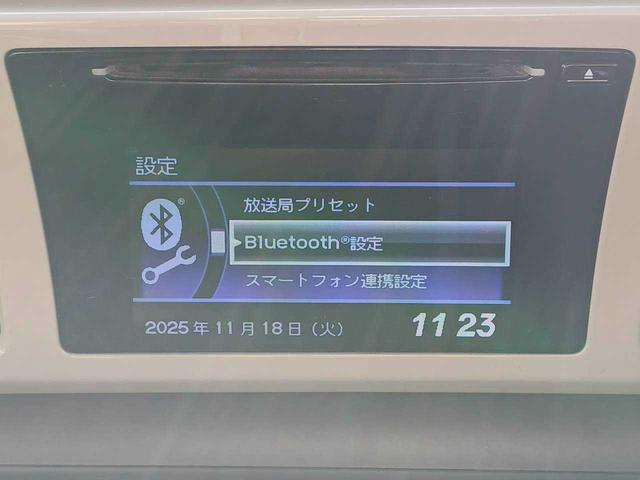 設定
放送局プリセット
Bluetooth®設定
スマートフォン連携設定
2025年11月18日（火） 11 23